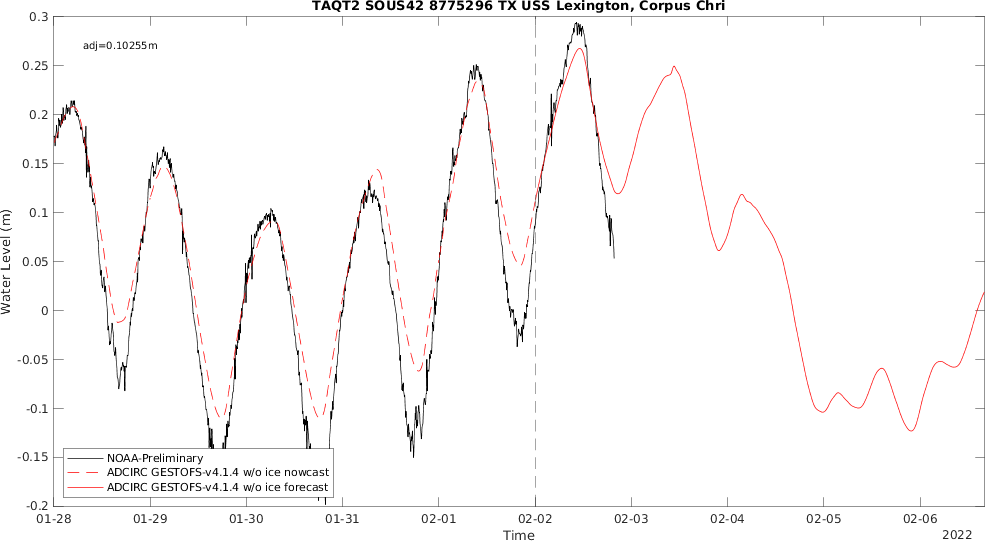 TAQT2 SOUS42 8775296 TX USS Lexington, Corpus Chri
adj=0.10255m
0.3
0.25
0.2
0.15
0.1
0.05
0
-0.05
-0.1
-0.15
-0.2
Water Level (m)
NOAA-Preliminary
ADCIRC GESTOFS-v4.1.4 w/o ice nowcast
ADCIRC GESTOFS-v4.1.4 w/o ice forecast
01-28 01-29 01-30 01-31 02-01 02-02 02-03 02-04 02-05 02-06
Time
2022